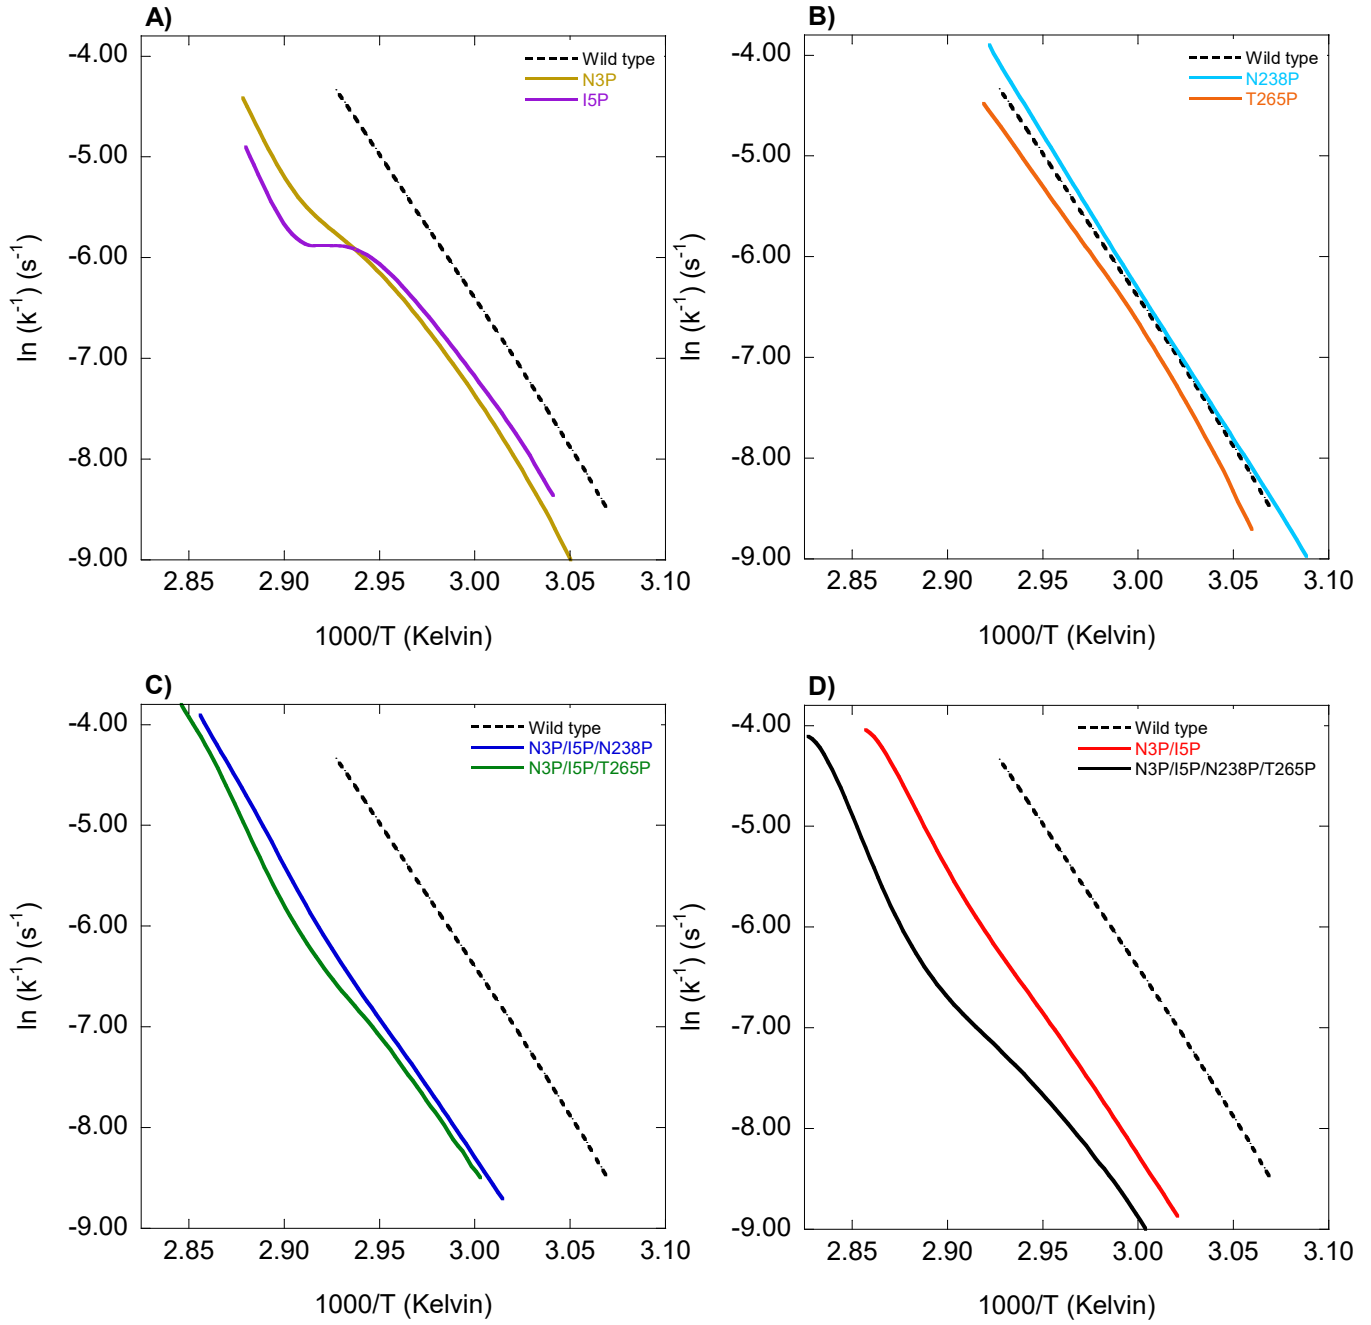 A)
Wild type
N3P
I5P
-4.00
-5.00
-6.00
-7.00
-8.00
-9.00
ln (k⁻¹) (s⁻¹)
2.85 2.90 2.95 3.00 3.05 3.10
1000/T (Kelvin)
B)
Wild type
N238P
T265P
-4.00
-5.00
-6.00
-7.00
-8.00
-9.00
ln (k⁻¹) (s⁻¹)
2.85 2.90 2.95 3.00 3.05 3.10
1000/T (Kelvin)
C)
Wild type
N3P/I5P/N238P
N3P/I5P/T265P
-4.00
-5.00
-6.00
-7.00
-8.00
-9.00
ln (k⁻¹) (s⁻¹)
2.85 2.90 2.95 3.00 3.05 3.10
1000/T (Kelvin)
D)
Wild type
N3P/I5P
N3P/I5P/N238P/T265P
-4.00
-5.00
-6.00
-7.00
-8.00
-9.00
ln (k⁻¹) (s⁻¹)
2.85 2.90 2.95 3.00 3.05 3.10
1000/T (Kelvin)